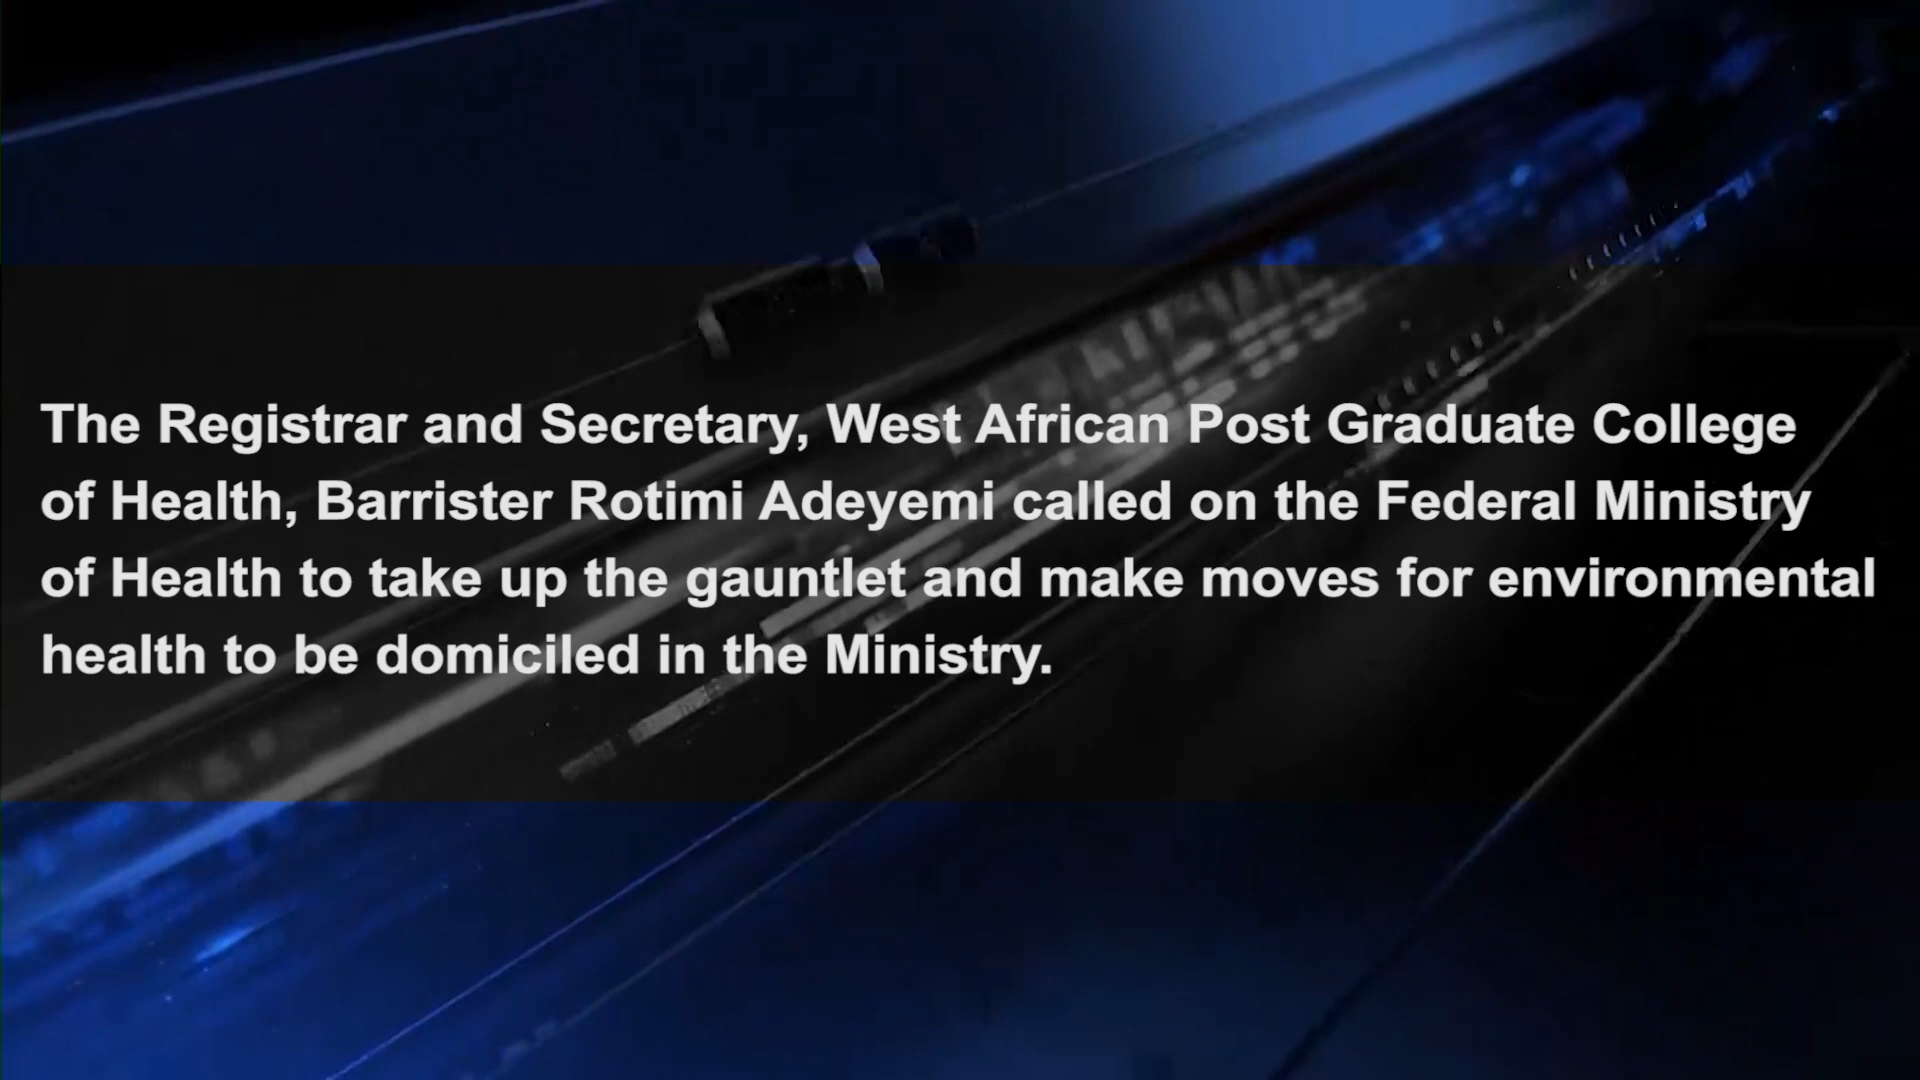 The Registrar and Secretary, West African Post Graduate College
of Health, Barrister Rotimi Adeyemi called on the Federal Ministry
of Health to take up the gauntlet and make moves for environmental
health to be domiciled in the Ministry.